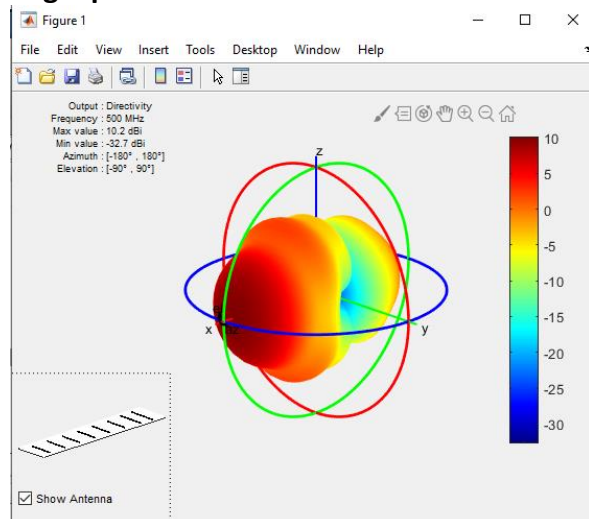 Figure 1
File Edit View Insert Tools Desktop Window Help
Output : Directivity
Frequency : 500 MHz
Max value : 10.2 dBi
Min value : -32.7 dBi
Azimuth : [-180° , 180°]
Elevation : [-90° , 90°]
z
x
y
10
5
0
-5
-10
-15
-20
-25
-30
Show Antenna